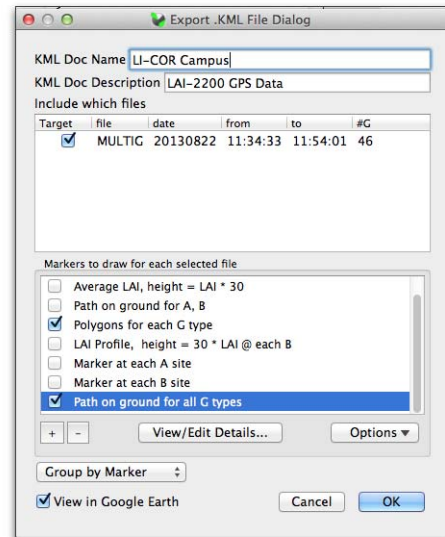 Export .KML File Dialog
KML Doc Name LI-COR Campus
KML Doc Description LAI-2200 GPS Data
Include which files
Target file date from to #G
MULTIG 20130822 11:34:33 11:54:01 46
Markers to draw for each selected file
Average LAI, height = LAI * 30
Path on ground for A, B
Polygons for each G type
LAI Profile, height = 30 * LAI @ each B
Marker at each A site
Marker at each B site
Path on ground for all G types
+ - View/Edit Details... Options ▼
Group by Marker
View in Google Earth Cancel OK